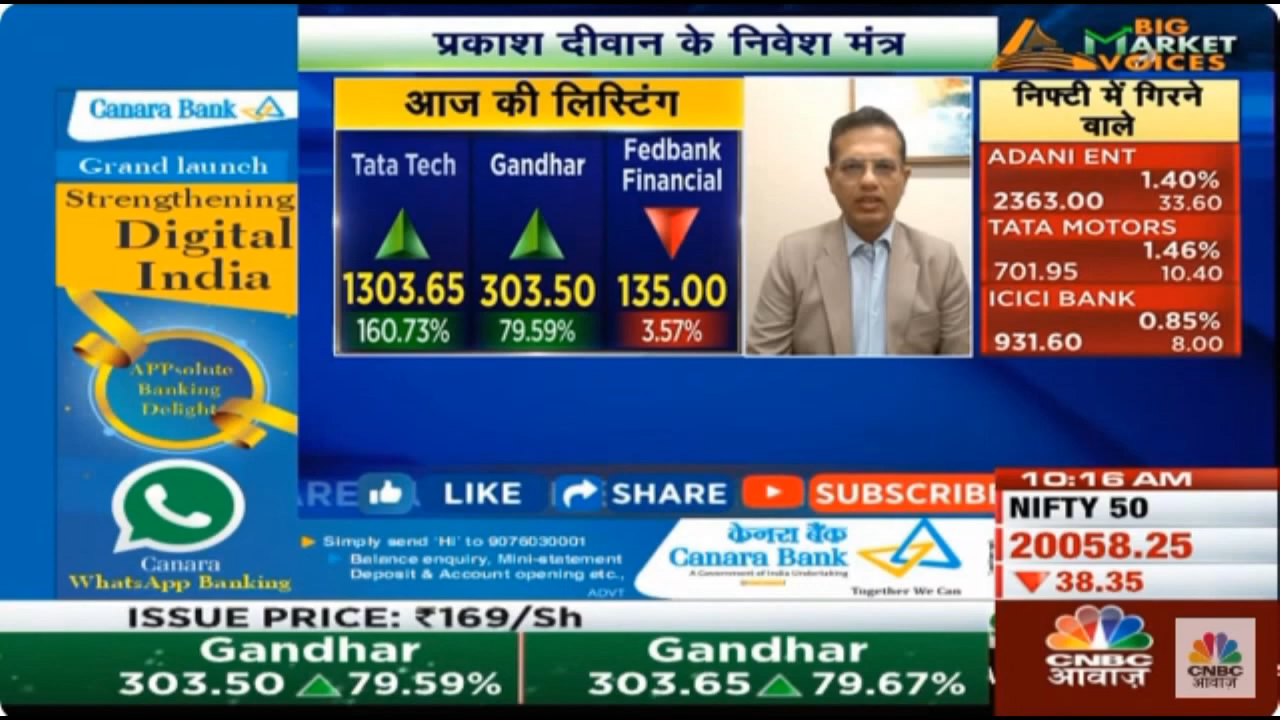 प्रकाश दीवान के निवेश मंत्र
BIG
MARKET
VOICES
Canara Bank
Grand launch
Strengthening
Digital
India
APPsolute
Banking
Delight
Canara
WhatsApp Banking
आज की लिस्टिंग
Tata Tech
1303.65
160.73%
Gandhar
303.50
79.59%
Fedbank
Financial
135.00
3.57%
निफ्टी में गिरने
वाले
ADANI ENT
1.40%
2363.00 33.60
TATA MOTORS
1.46%
701.95 10.40
ICICI BANK
0.85%
931.60 8.00
LIKE SHARE SUBSCRIB
Simply send 'Hi' to 9076030001
Balance enquiry, Mini-statement
Deposit & Account opening etc.,
ADVT
केनरा बैंक
Canara Bank
A Government of India Undertaking
Together We Can
10:16 AM
NIFTY 50
20058.25
38.35
ISSUE PRICE: ₹169/Sh
Gandhar
303.50 79.59%
Gandhar
303.65 79.67%
CNBC
आवाज़
CNBC
आवाज़